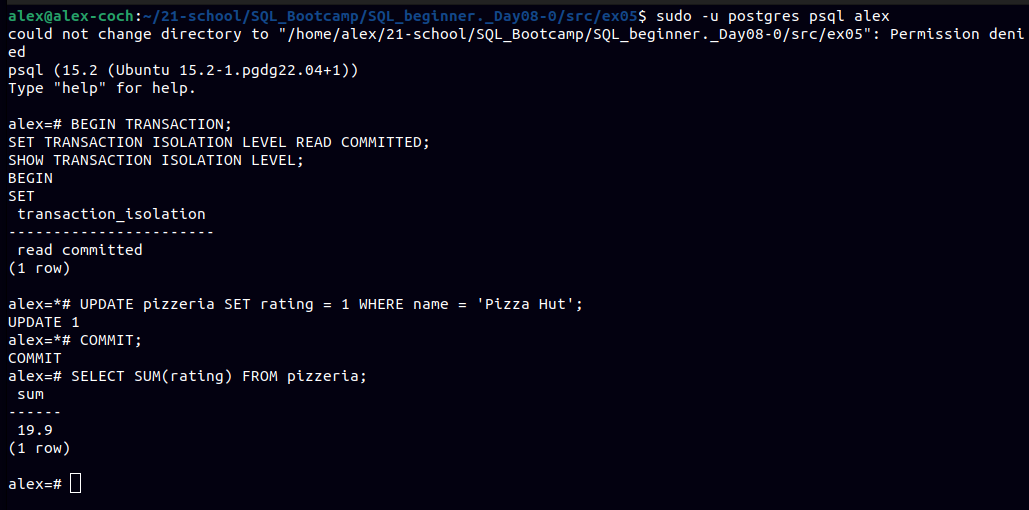 alex@alex-coch:~/21-school/SQL_Bootcamp/SQL_beginner._Day08-0/src/ex05$ sudo -u postgres psql alex
could not change directory to "/home/alex/21-school/SQL_Bootcamp/SQL_beginner._Day08-0/src/ex05": Permission deni
ed
psql (15.2 (Ubuntu 15.2-1.pgdg22.04+1))
Type "help" for help.

alex=# BEGIN TRANSACTION;
SET TRANSACTION ISOLATION LEVEL READ COMMITTED;
SHOW TRANSACTION ISOLATION LEVEL;
BEGIN
SET
 transaction_isolation
-----------------------
 read committed
(1 row)

alex=*# UPDATE pizzeria SET rating = 1 WHERE name = 'Pizza Hut';
UPDATE 1
alex=*# COMMIT;
COMMIT
alex=# SELECT SUM(rating) FROM pizzeria;
 sum
------
 19.9
(1 row)

alex=#